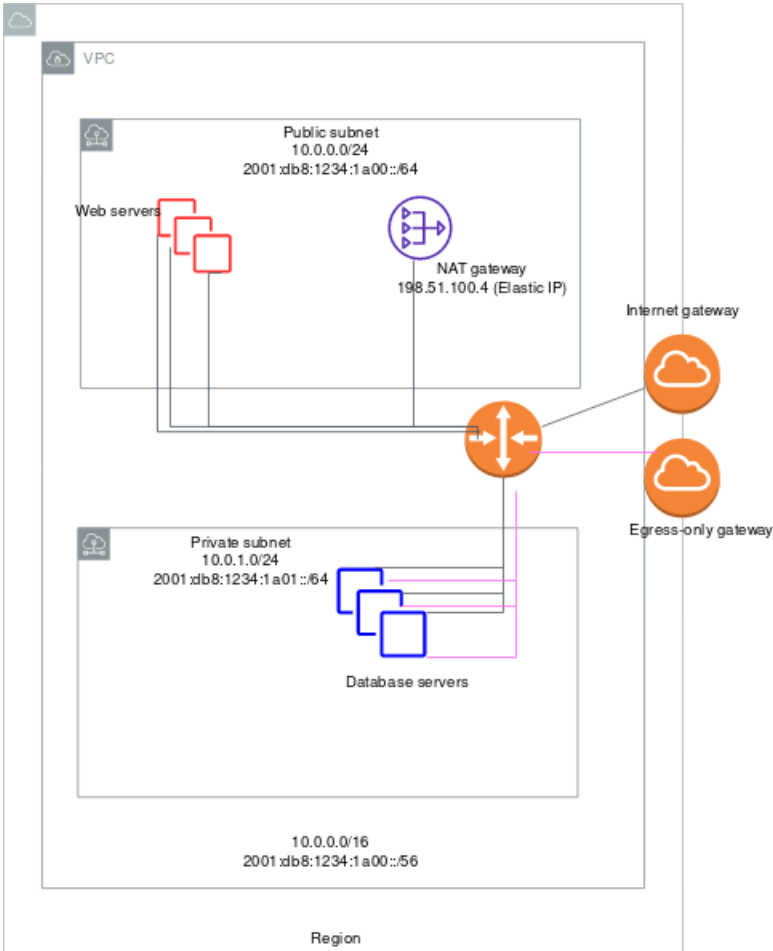 VPC
Public subnet
10.0.0.0/24
2001:db8:1234:1a00::/64
Web servers
NAT gateway
198.51.100.4 (Elastic IP)
Internet gateway
Egress-only gateway
Private subnet
10.0.1.0/24
2001:db8:1234:1a01::/64
Database servers
10.0.0.0/16
2001:db8:1234:1a00::/56
Region